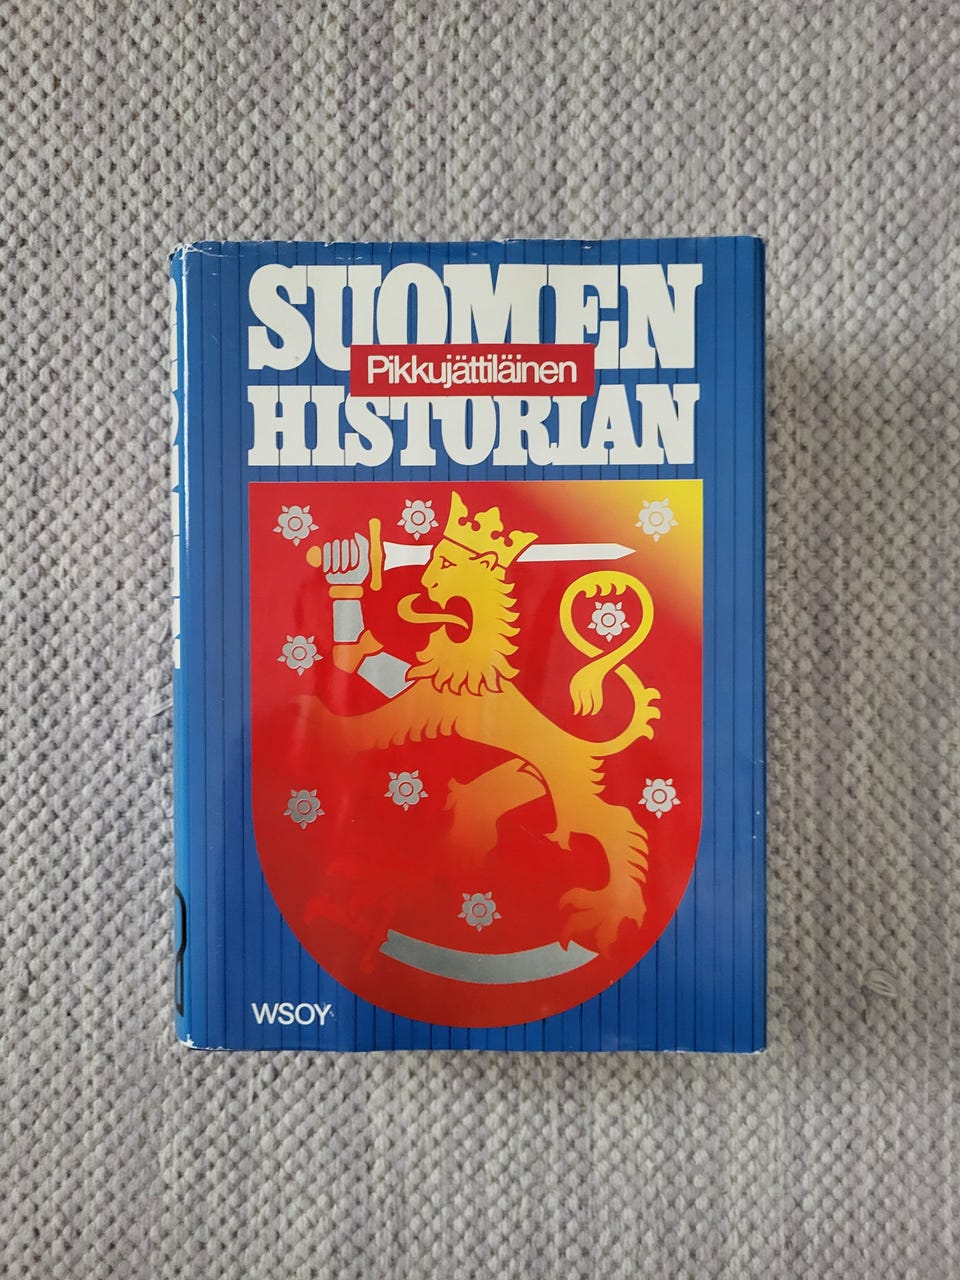 SUOMEN
Pikkujättiläinen
HISTORIAN
WSOY